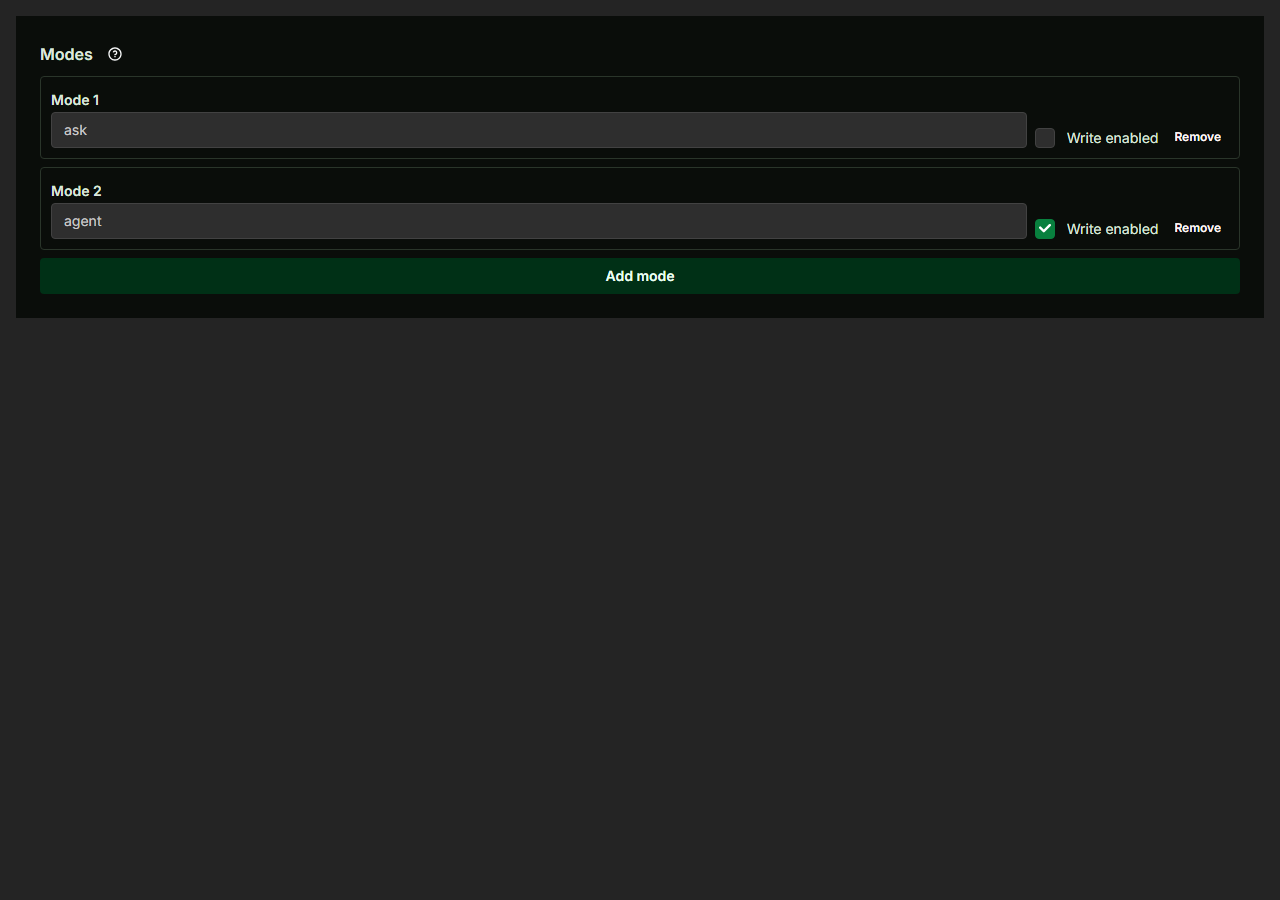 Modes
Mode 1
ask
Write enabled
Remove
Mode 2
agent
Write enabled
Remove
Add mode